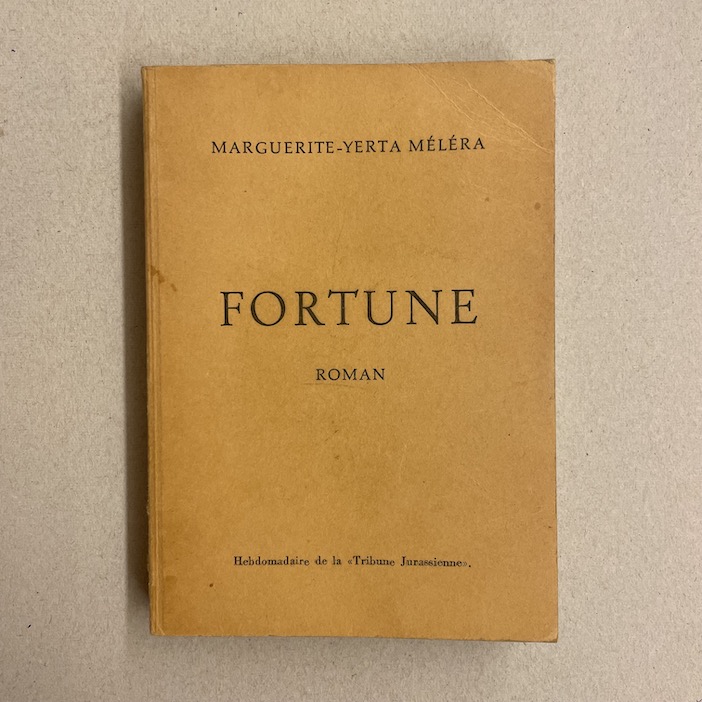 MARGUERITE-YERTA MÉLÉRA
FORTUNE
ROMAN
Hebdomadaire de la «Tribune Jurassienne».